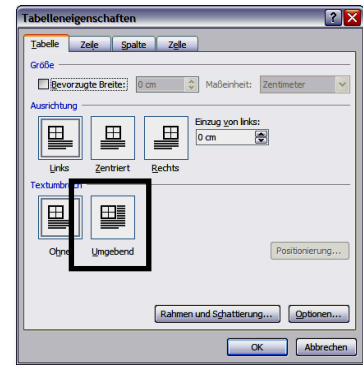 Tabelleneigenschaften
Tabelle Zeile Spalte Zelle
Größe
Bevorzugte Breite: 0 cm Maßeinheit: Zentimeter
Ausrichtung
Einzug von links:
0 cm
Links Zentriert Rechts
Textumbruch
Ohne Umgebend
Positionierung...
Rahmen und Schattierung... Optionen...
OK Abbrechen